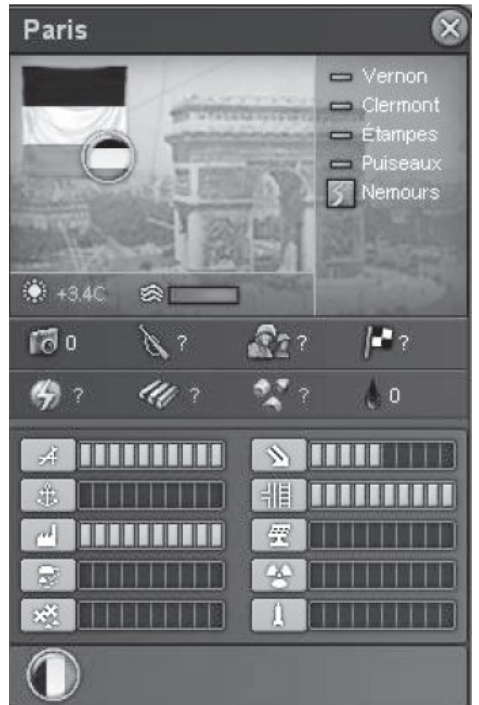 Paris
Vernon
Clermont
Étampes
Puiseaux
Nemours
+3.4C
0 ? ? ?
? ? ? 0